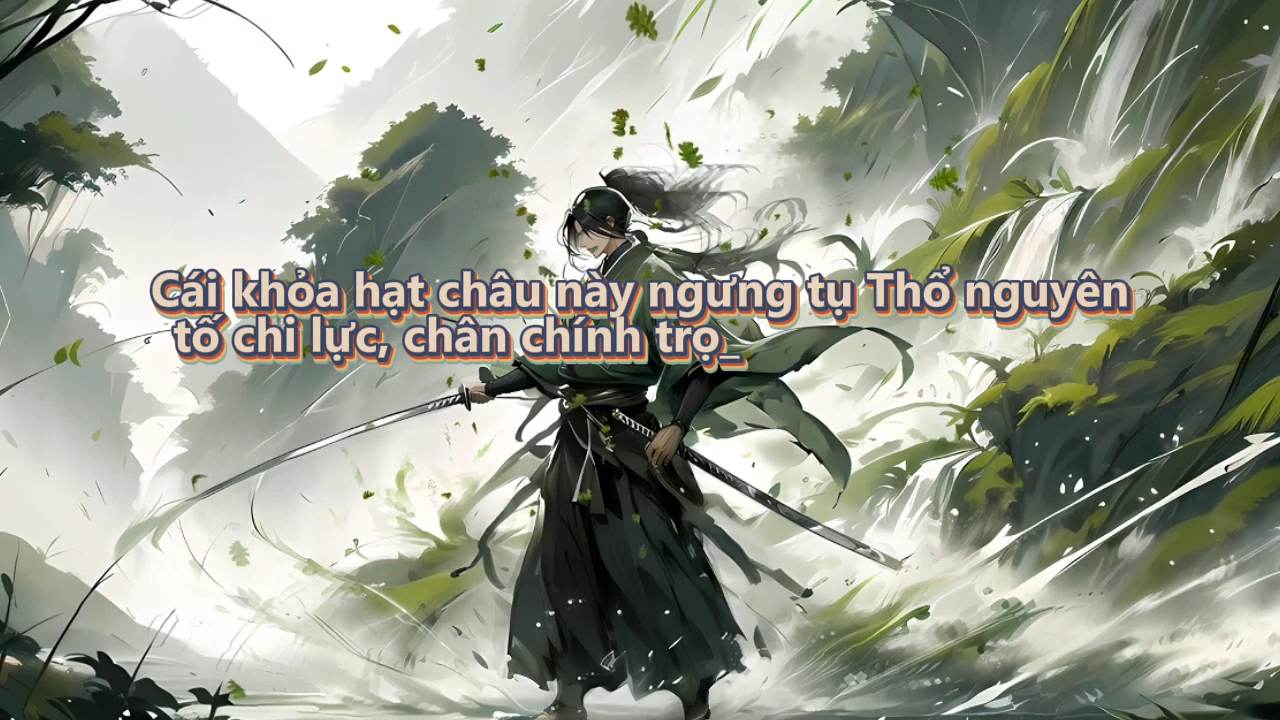 Cái khỏa hạt châu này ngưng tụ Thổ nguyên
tố chi lực, chân chính trọ_